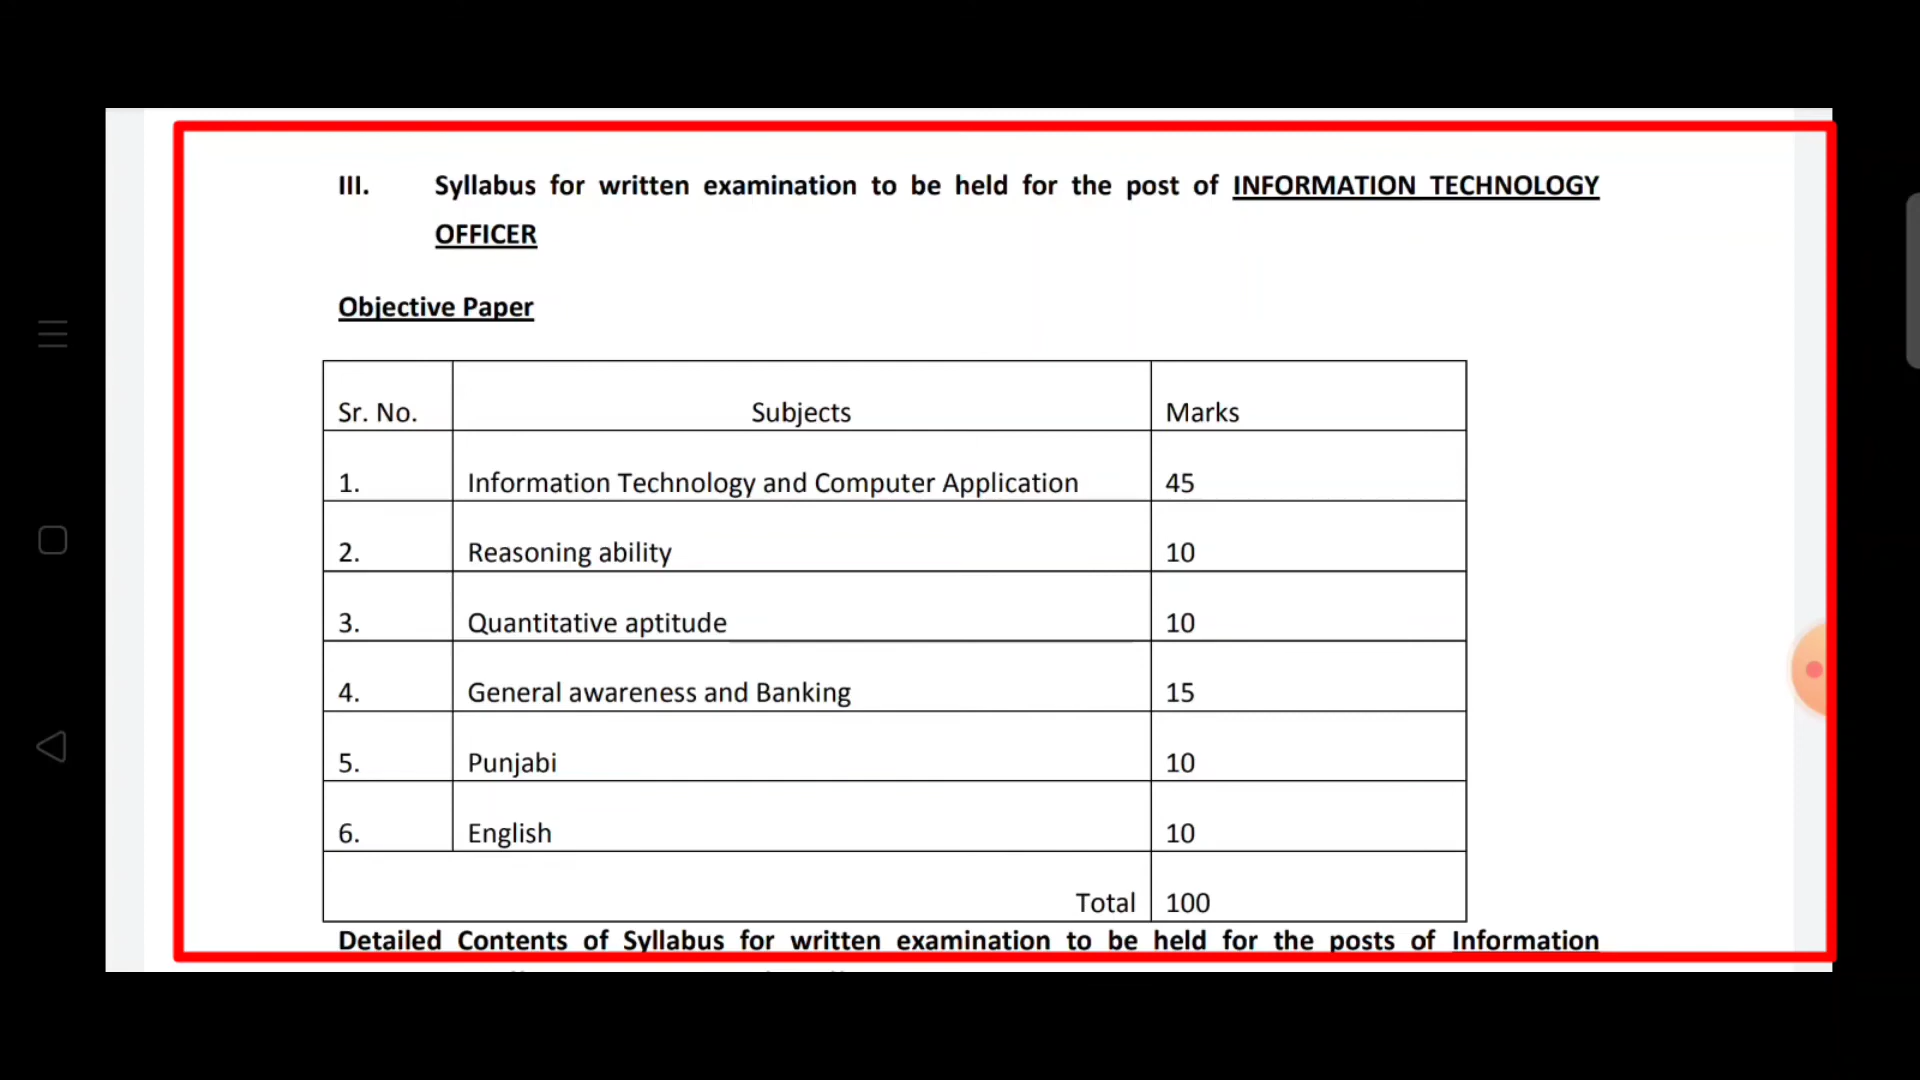 III. Syllabus for written examination to be held for the post of INFORMATION TECHNOLOGY
OFFICER
Objective Paper
Sr. No. Subjects Marks
1. Information Technology and Computer Application 45
2. Reasoning ability 10
3. Quantitative aptitude 10
4. General awareness and Banking 15
5. Punjabi 10
6. English 10
Total 100
Detailed Contents of Syllabus for written examination to be held for the posts of Information